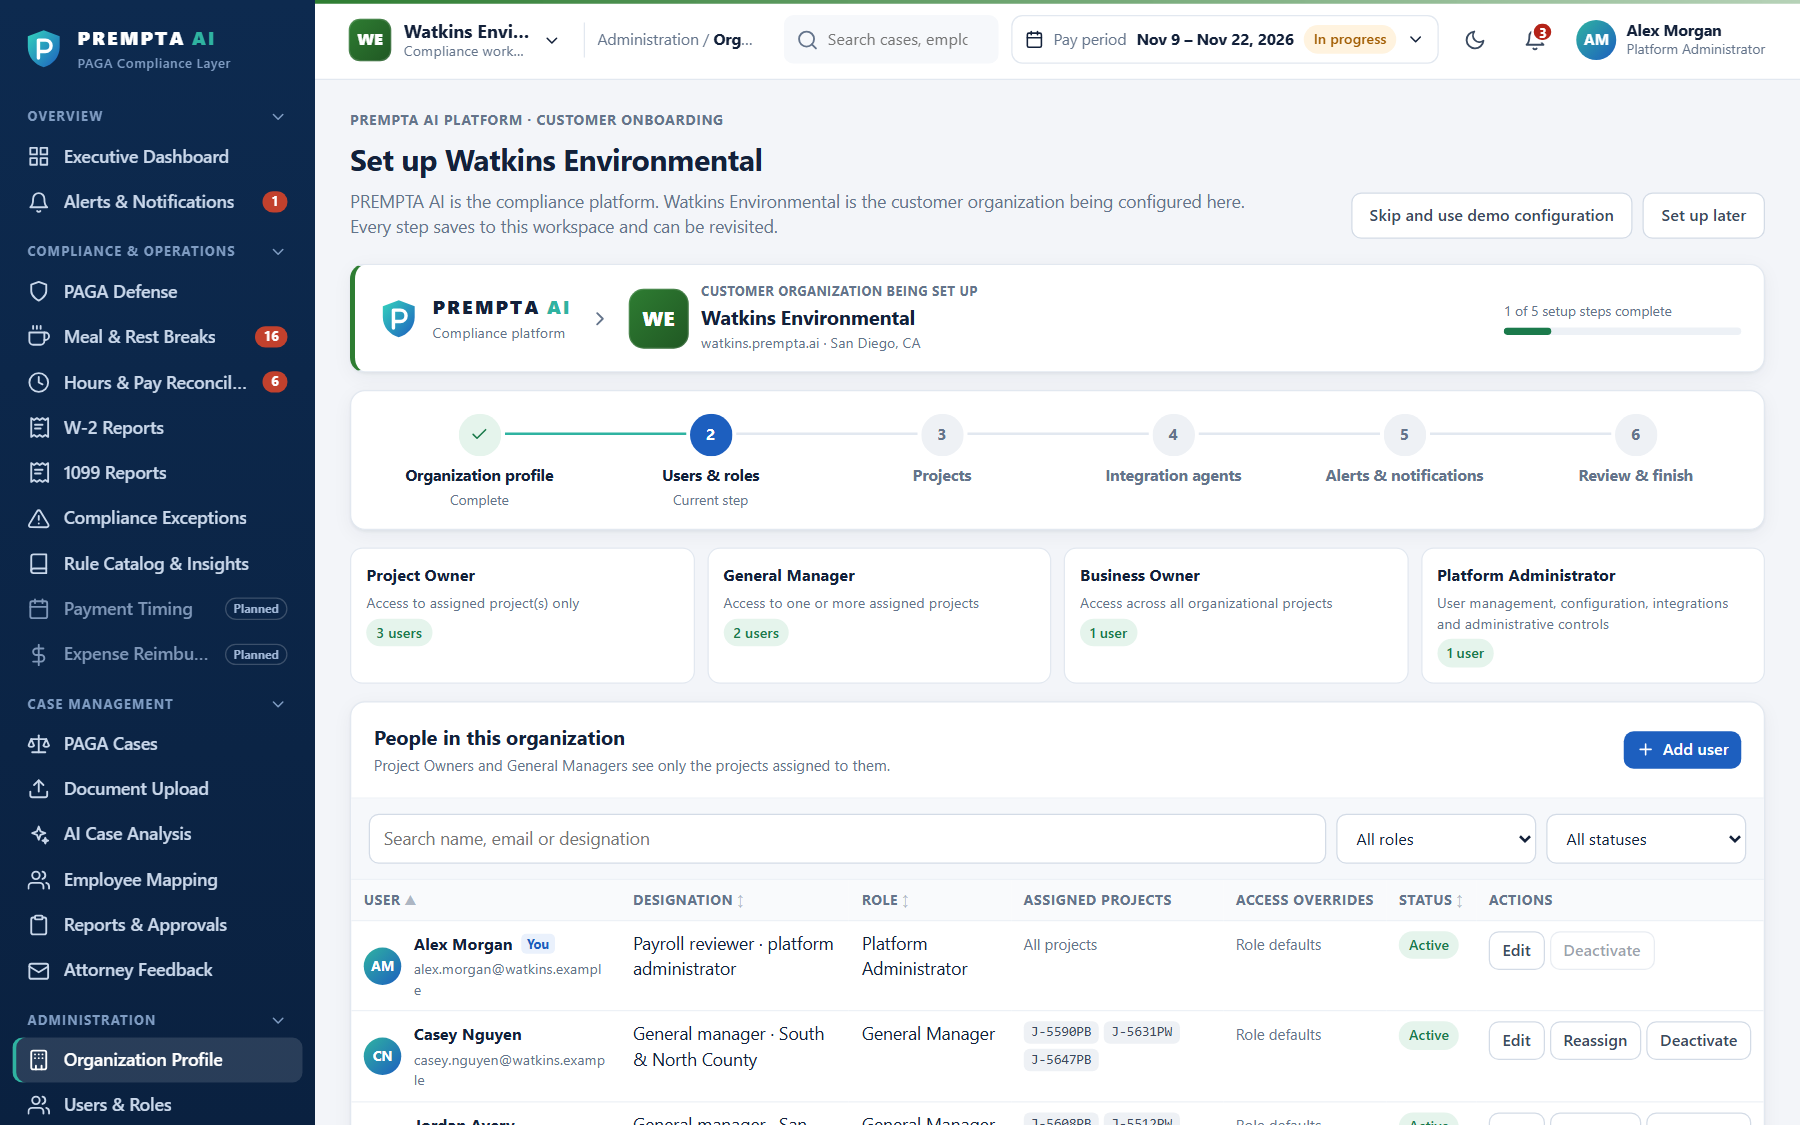 PREMPTA AI
PAGA Compliance Layer
OVERVIEW
Executive Dashboard
Alerts & Notifications
1
COMPLIANCE & OPERATIONS
PAGA Defense
Meal & Rest Breaks
16
Hours & Pay Reconcil...
6
W-2 Reports
1099 Reports
Compliance Exceptions
Rule Catalog & Insights
Payment Timing
Planned
Expense Reimbu...
Planned
CASE MANAGEMENT
PAGA Cases
Document Upload
AI Case Analysis
Employee Mapping
Reports & Approvals
Attorney Feedback
ADMINISTRATION
Organization Profile
Users & Roles
WE
Watkins Envi...
Compliance work...
Administration / Org...
Search cases, emplc
Pay period Nov 9 – Nov 22, 2026 In progress
3
AM
Alex Morgan
Platform Administrator
PREMPTA AI PLATFORM · CUSTOMER ONBOARDING
Set up Watkins Environmental
PREMPTA AI is the compliance platform. Watkins Environmental is the customer organization being configured here.
Every step saves to this workspace and can be revisited.
Skip and use demo configuration
Set up later
PREMPTA AI
Compliance platform
WE
CUSTOMER ORGANIZATION BEING SET UP
Watkins Environmental
watkins.prempta.ai · San Diego, CA
1 of 5 setup steps complete
Organization profile
Complete
2
Users & roles
Current step
3
Projects
4
Integration agents
5
Alerts & notifications
6
Review & finish
Project Owner
Access to assigned project(s) only
3 users
General Manager
Access to one or more assigned projects
2 users
Business Owner
Access across all organizational projects
1 user
Platform Administrator
User management, configuration, integrations
and administrative controls
1 user
People in this organization
Project Owners and General Managers see only the projects assigned to them.
+ Add user
Search name, email or designation
All roles
All statuses
USER DESIGNATION ROLE ASSIGNED PROJECTS ACCESS OVERRIDES STATUS ACTIONS
AM
Alex Morgan You
alex.morgan@watkins.exampl
e
Payroll reviewer · platform
administrator
Platform
Administrator
All projects
Role defaults
Active
Edit
Deactivate
CN
Casey Nguyen
casey.nguyen@watkins.examp
le
General manager · South
& North County
General Manager
J-5590PB J-5631PW
J-5647PB
Role defaults
Active
Edit
Reassign
Deactivate
Jordan Avery
General manager · San
General Manager
J-5608PB J-5512PW
Role defaults
Active